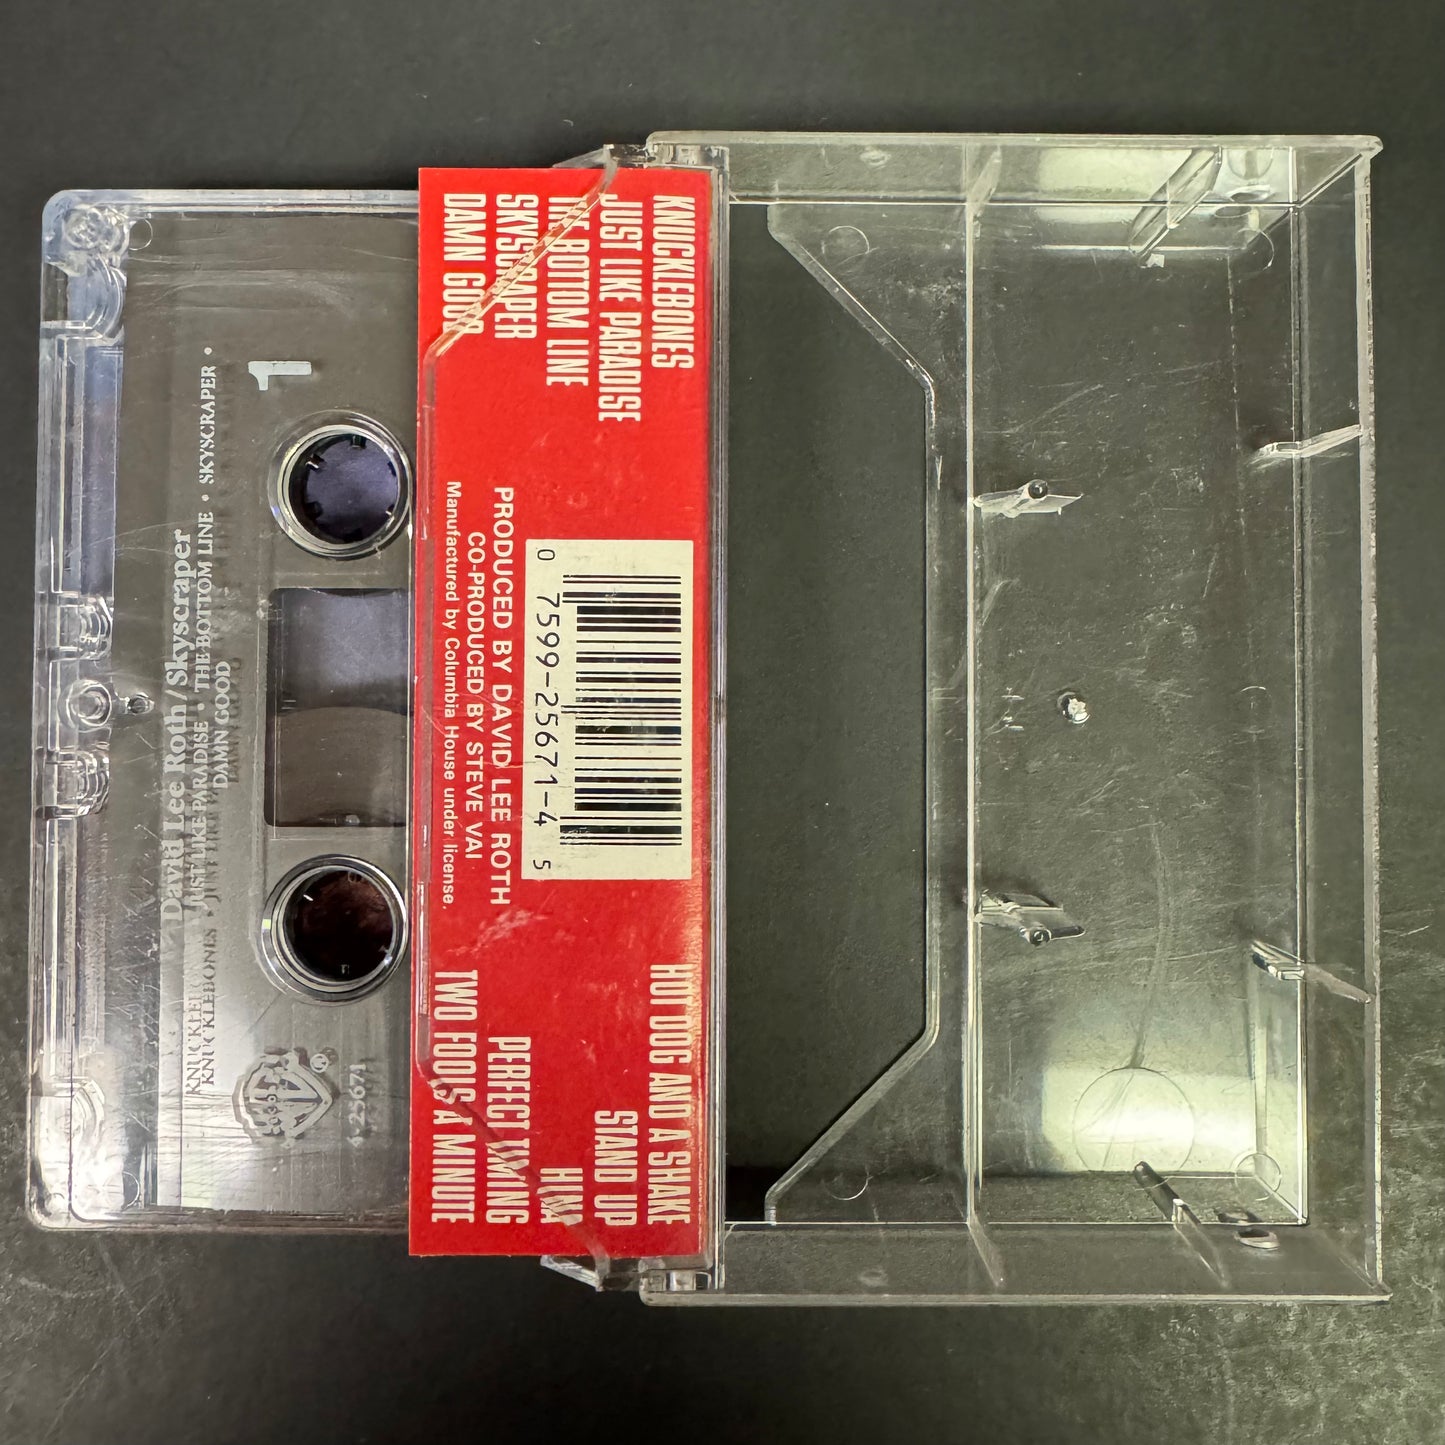 KNUCKLEBONES
JUST LIKE PARADISE
THE BOTTOM LINE
SKYSCRAPER
DAMN GOOD
0 7599-25671-4 5
PRODUCED BY DAVID LEE ROTH
CO-PRODUCED BY STEVE VAI
Manufactured by Columbia House under license.
HOT DOG AND A SHAKE
STAND UP
HINA
PERFECT TIMING
TWO FOOLS A MINUTE
1
David Lee Roth / Skyscraper
KNUCKLEBONES • JUST LIKE PARADISE • THE BOTTOM LINE • SKYSCRAPER •
DAMN GOOD
®
4 25671